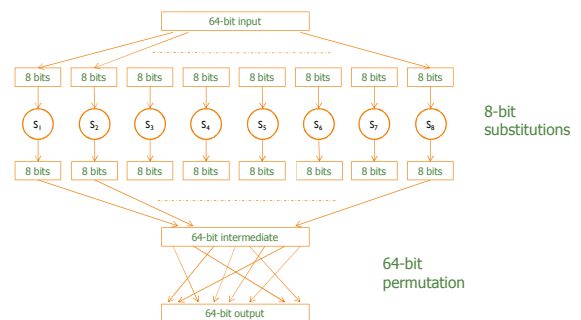 64-bit input
8 bits 8 bits 8 bits 8 bits 8 bits 8 bits 8 bits 8 bits
S1 S2 S3 S4 S5 S6 S7 S8
8-bit
substitutions
8 bits 8 bits 8 bits 8 bits 8 bits 8 bits 8 bits 8 bits
64-bit intermediate
64-bit
permutation
64-bit output